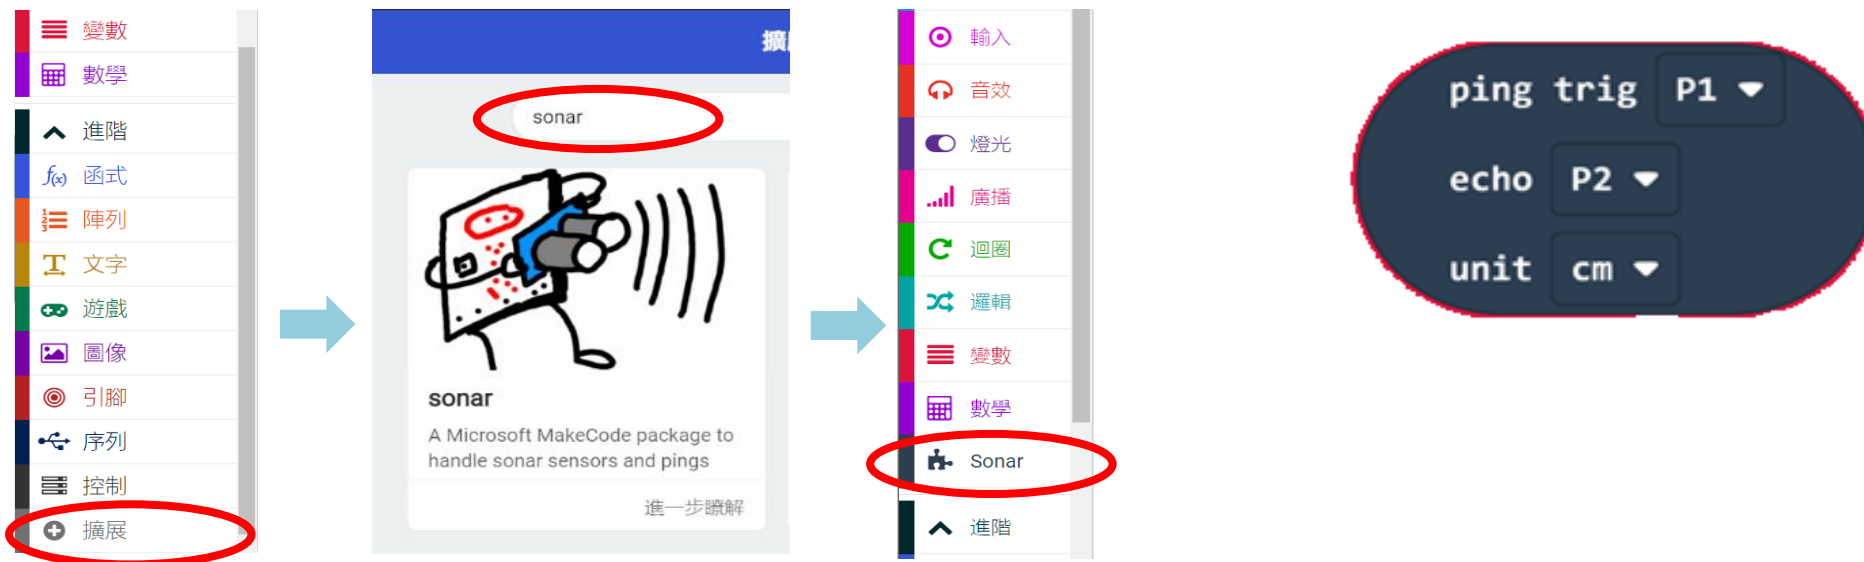 變數
數學
進階
f(x) 函式
陣列
文字
遊戲
圖像
引腳
序列
控制
擴展
sonar
sonar
A Microsoft MakeCode package to
handle sonar sensors and pings
進一步瞭解
輸入
音效
燈光
廣播
迴圈
邏輯
變數
數學
Sonar
進階
ping trig P1
echo P2
unit cm